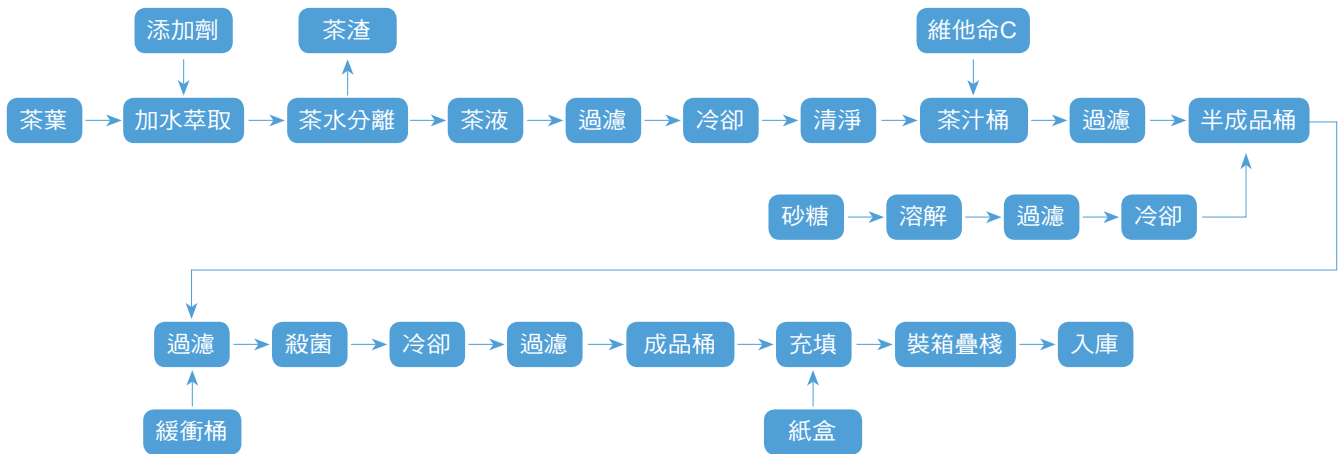 添加劑
茶渣
維他命C
茶葉
加水萃取
茶水分離
茶液
過濾
冷卻
清淨
茶汁桶
過濾
半成品桶
砂糖
溶解
過濾
冷卻
過濾
殺菌
冷卻
過濾
成品桶
充填
裝箱疊棧
入庫
緩衝桶
紙盒